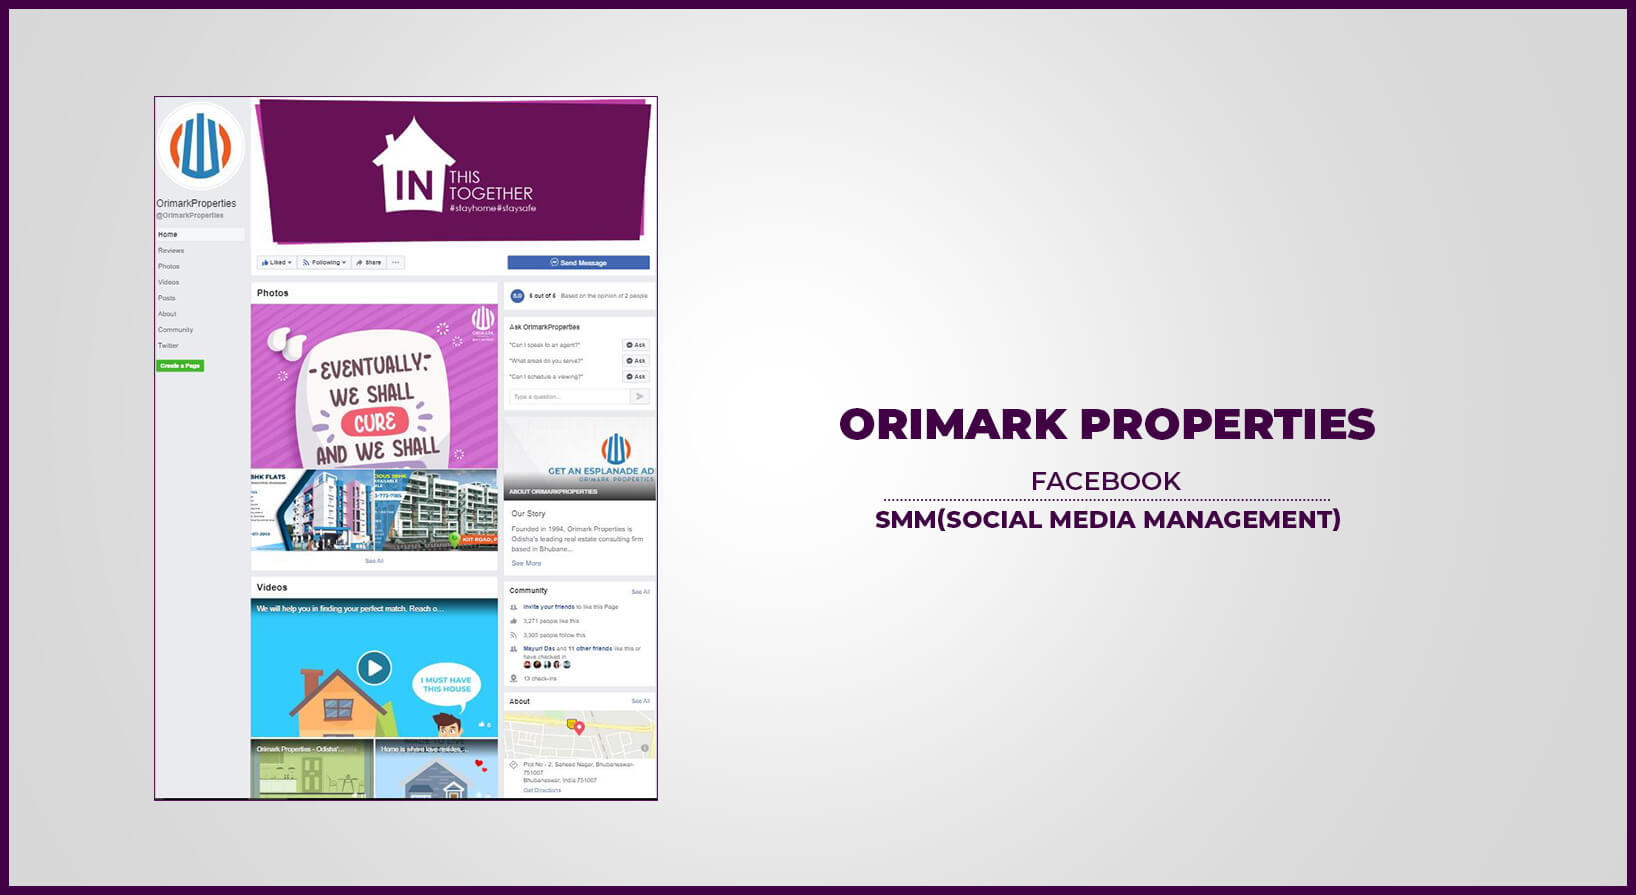 OrimarkProperties
@OrimarkProperties
Home
Reviews
Photos
Videos
Posts
About
Community
Twitter
Create a Page
IN
THIS
TOGETHER
#stayhome#staysafe
Liked
Following
Share
Send Message
Photos
ORIMARK
-EVENTUALLY:-
WE SHALL
CURE
AND WE SHALL
BHK FLATS
KIIT ROAD, P
See All
Videos
We will help you in finding your perfect match. Reach o...
I MUST HAVE
THIS HOUSE
Orimark Properties - Odisha'...
Home is where love resides,...
5.0 5 out of 5 · Based on the opinion of 2 people
Ask OrimarkProperties
"Can I speak to an agent?" Ask
"What areas do you serve?" Ask
"Can I schedule a viewing?" Ask
Type a question...
GET AN ESPLANADE AD
ORIMARK PROPERTIES
ABOUT ORIMARKPROPERTIES
Our Story
Founded in 1994, Orimark Properties is
Odisha's leading real estate consulting firm
based in Bhubane...
See More
Community See All
Invite your friends to like this Page
3,271 people like this
3,305 people follow this
Mayuri Das and 11 other friends like this or
have checked in
13 check-ins
About See All
Plot No - 2, Saheed Nagar, Bhubaneswar-
751007
Bhubaneswar, India 751007
Get Directions
ORIMARK PROPERTIES
FACEBOOK
SMM(SOCIAL MEDIA MANAGEMENT)